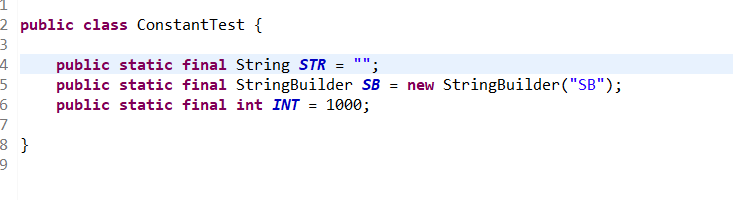 1
2 public class ConstantTest {
3
4     public static final String STR = "";
5     public static final StringBuilder SB = new StringBuilder("SB");
6     public static final int INT = 1000;
7
8 }
9